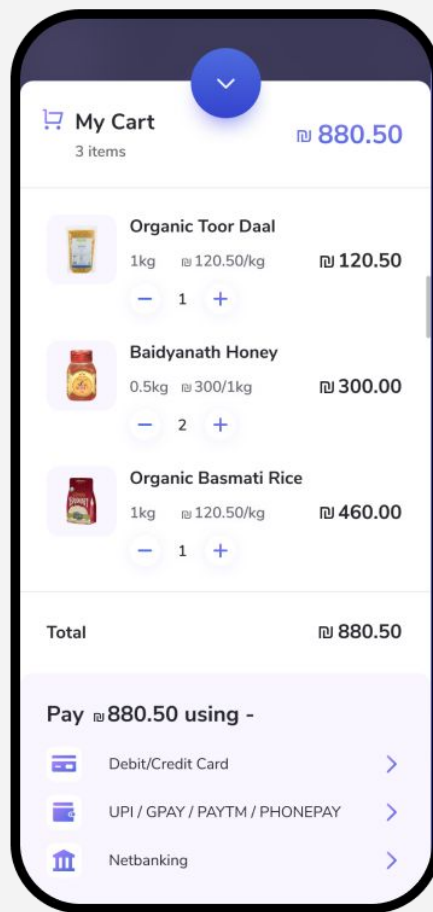 My Cart
3 items
₪ 880.50
Organic Toor Daal
1kg ₪ 120.50/kg ₪ 120.50
− 1 +
Baidyanath Honey
0.5kg ₪ 300/1kg ₪ 300.00
− 2 +
Organic Basmati Rice
1kg ₪ 120.50/kg ₪ 460.00
− 1 +
Total ₪ 880.50
Pay ₪ 880.50 using -
Debit/Credit Card
UPI / GPAY / PAYTM / PHONEPAY
Netbanking